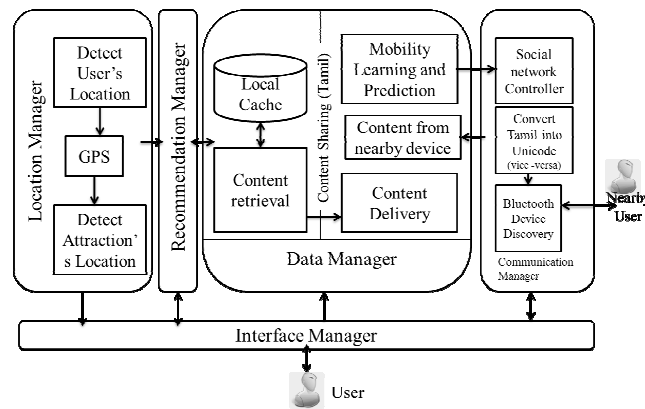 Location Manager
Detect
User's
Location
GPS
Detect
Attraction'
s Location
Recommendation Manager
Local
Cache
Content
retrieval
Content Sharing (Tamil)
Mobility
Learning and
Prediction
Content from
nearby device
Content
Delivery
Data Manager
Social
network
Controller
Convert
Tamil into
Unicode
(vice -versa)
Bluetooth
Device
Discovery
Communication
Manager
Nearby
User
Interface Manager
User